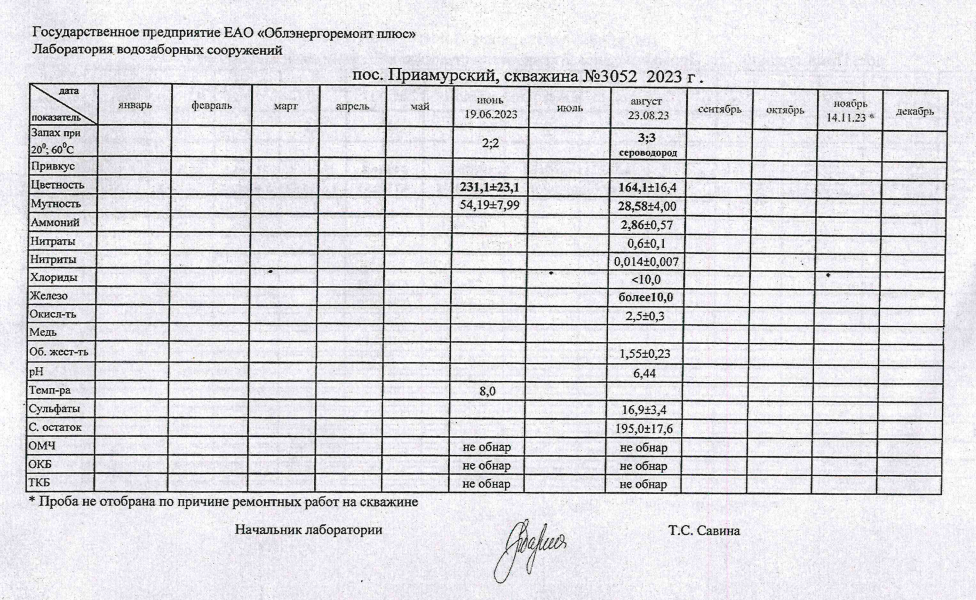 Государственное предприятие ЕАО «Облэнергоремонт плюс»
Лаборатория водозаборных сооружений
пос. Приамурский, скважина №3052 2023 г .
дата показатель январь февраль март апрель май июнь 19.06.2023 июль август 23.08.23 сентябрь октябрь ноябрь 14.11.23 * декабрь
Запах при 20⁰; 60⁰С 2;2 3;3 сероводород
Привкус
Цветность 231,1±23,1 164,1±16,4
Мутность 54,19±7,99 28,58±4,00
Аммоний 2,86±0,57
Нитраты 0,6±0,1
Нитриты 0,014±0,007
Хлориды <10,0
Железо более10,0
Окисл-ть 2,5±0,3
Медь
Об. жест-ть 1,55±0,23
рН 6,44
Темп-ра 8,0
Сульфаты 16,9±3,4
С. остаток 195,0±17,6
ОМЧ не обнар не обнар
ОКБ не обнар не обнар
ТКБ не обнар не обнар
* Проба не отобрана по причине ремонтных работ на скважине
Начальник лаборатории Т.С. Савина